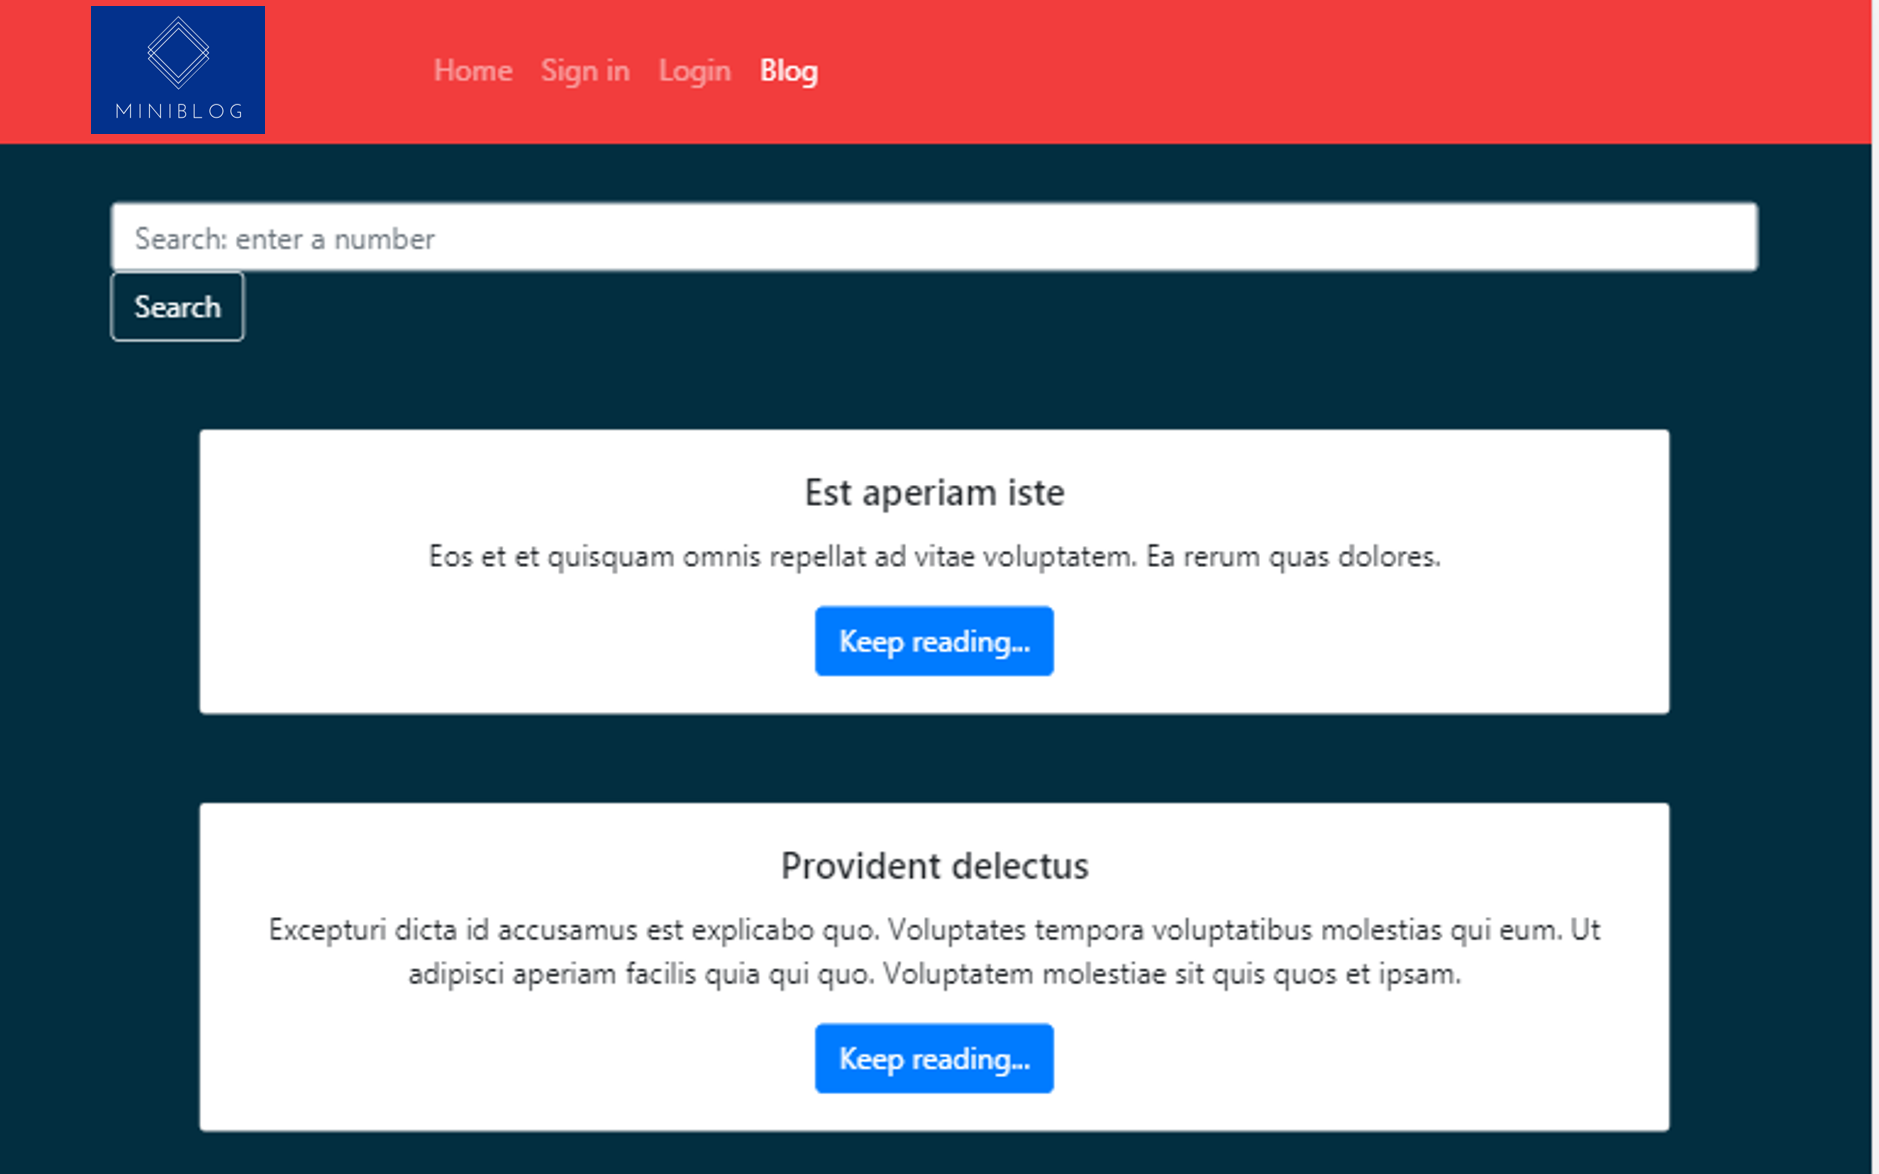 MINIBLOG
Home Sign in Login Blog
Search: enter a number
Search
Est aperiam iste
Eos et et quisquam omnis repellat ad vitae voluptatem. Ea rerum quas dolores.
Keep reading...
Provident delectus
Excepturi dicta id accusamus est explicabo quo. Voluptates tempora voluptatibus molestias qui eum. Ut
adipisci aperiam facilis quia qui quo. Voluptatem molestiae sit quis quos et ipsam.
Keep reading...